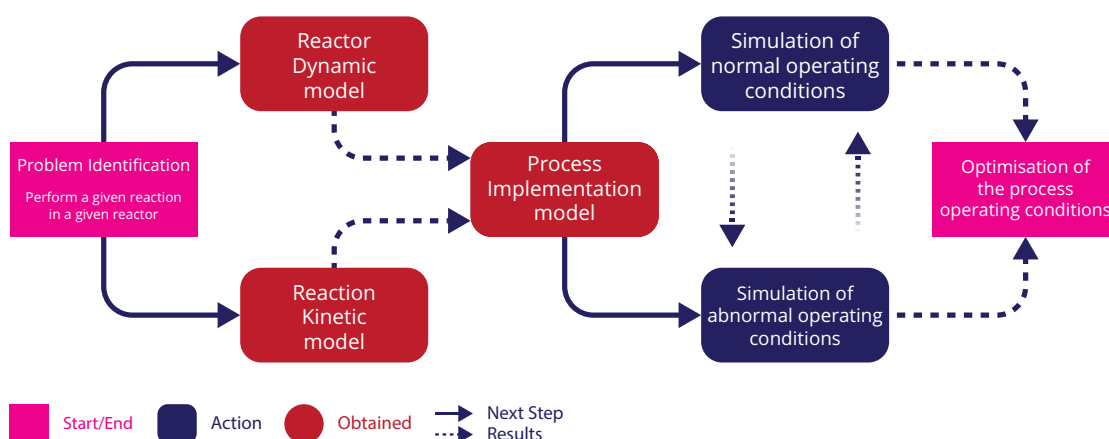 Reactor
Dynamic
model
Simulation of
normal operating
conditions
Problem Identification
Perform a given reaction
in a given reactor
Process
Implementation
model
Optimisation of
the process
operating conditions
Reaction
Kinetic
model
Simulation of
abnormal operating
conditions
Start/End
Action
Obtained
Next Step
Results